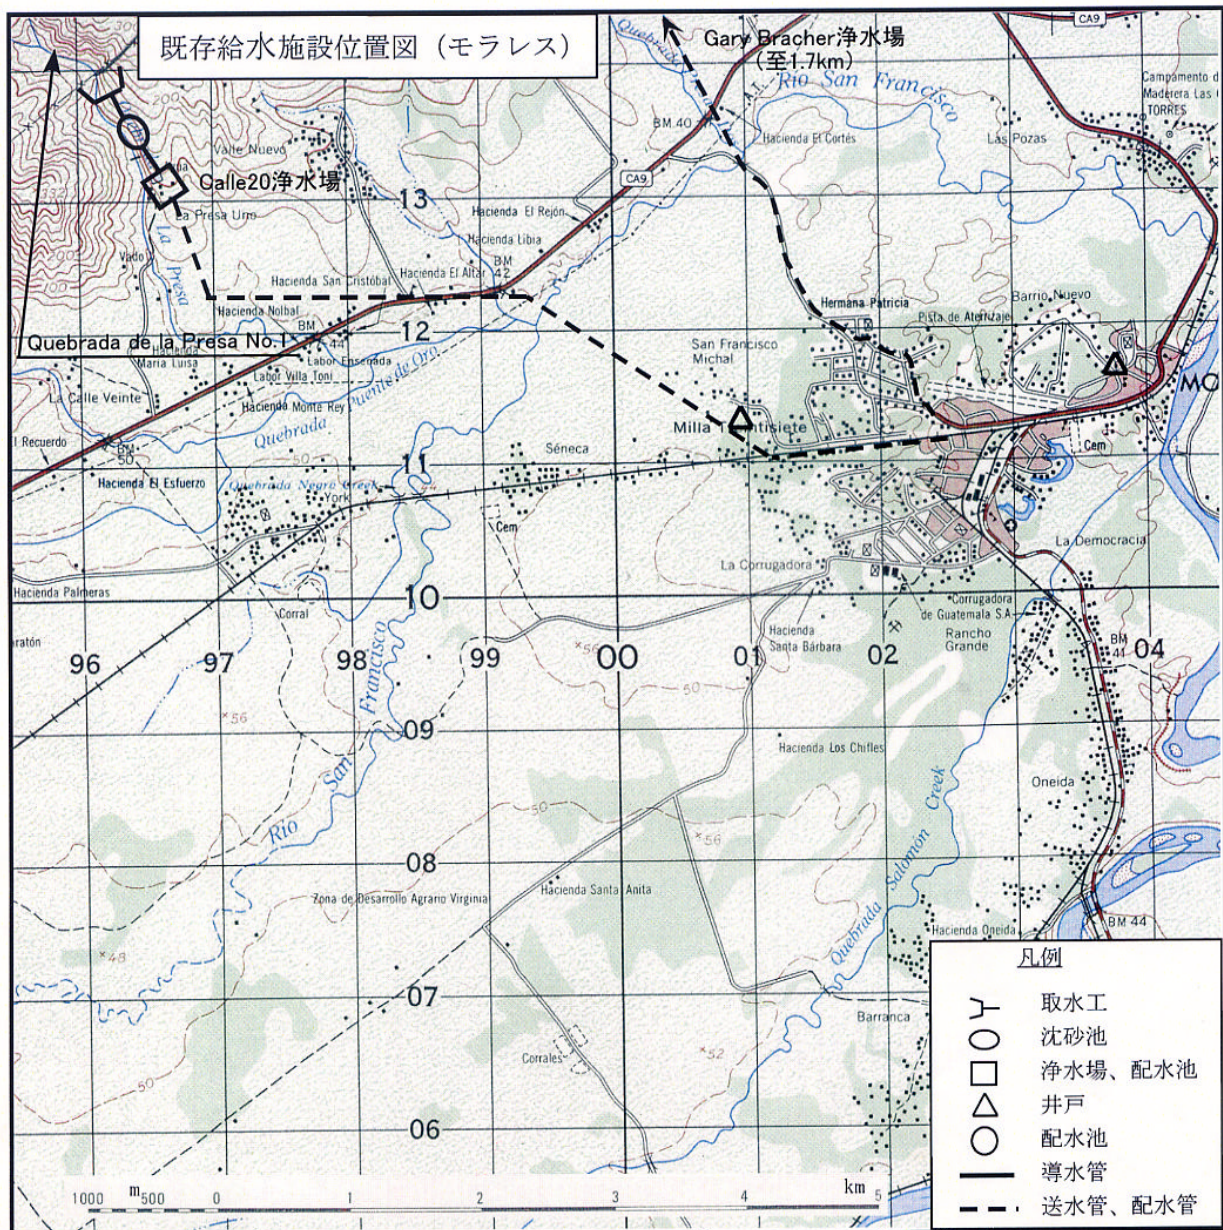 既存給水施設位置図（モラレス）
Gary Bracher浄水場
（至1.7km）
CA9
Rio San Francisco
BM 40
Hacienda El Cortés
Las Pozas
Campamento d
Maderera Las
TORRES
Valle Nuevo
Calle20浄水場
La Presa Uno
La Presa
Vado
13
CA9
Hacienda El Rejón
Hacienda Libia
BM
42
Hacienda El Altar
Hacienda San Cristóbal
Hacienda Nolbal
BM
44
12
Quebrada de la Presa No.1
Hacienda
María Luisa
Labor Ensenada
Labor Villa Toni
Hacienda Monte Rey
Quebrada Puente de Oro
La Calle Veinte
l Recuerdo
BM
50
Hacienda El Esfuerzo
Hermana Patricia
Pista de Aterrizaje
Barrio Nuevo
San Francisco
Michal
MO
Milla
Cem
11
Séneca
Quebrada Negro Creek
York
Cem
La Democracia
La Corrugadora
Corrugadora
de Guatemala S.A
Hacienda Palmeras
Corral
10
Hacienda
Santa Bárbara
Rancho
Grande
BM
41
ratón
96
97
98
99
00
01
02
04
56
50
56
09
Rio San Francisco
Hacienda Los Chifles
Oneida
50
56
08
Zona de Desarrollo Agrario Virginia
Hacienda Santa Anita
Quebrada Salomón Creek
BM 44
Hacienda Oneida
48
07
Barranca
50
Corrales
52
06
凡例
取水工
沈砂池
浄水場、配水池
井戸
配水池
導水管
送水管、配水管
1000 m 500 0 1 2 3 4 km 5